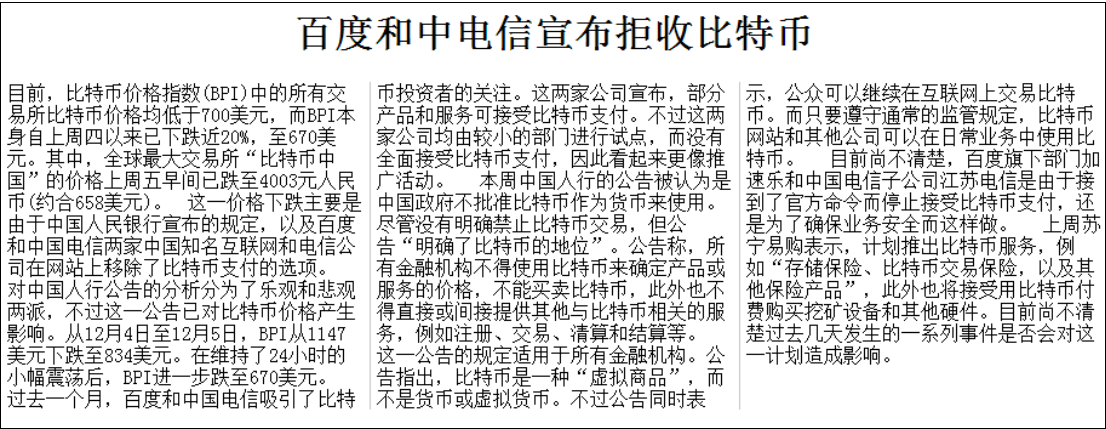 百度和中电信宣布拒收比特币
目前，比特币价格指数(BPI)中的所有交
易所比特币价格均低于700美元，而BPI本
身自上周四以来已下跌近20%，至670美
元。其中，全球最大交易所“比特币中
国”的价格上周五早间已跌至4003元人民
币(约合658美元)。　这一价格下跌主要是
由于中国人民银行宣布的规定，以及百度
和中国电信两家中国知名互联网和电信公
司在网站上移除了比特币支付的选项。
对中国人行公告的分析分为了乐观和悲观
两派，不过这一公告已对比特币价格产生
影响。从12月4日至12月5日，BPI从1147
美元下跌至834美元。在维持了24小时的
小幅震荡后，BPI进一步跌至670美元。
过去一个月，百度和中国电信吸引了比特
币投资者的关注。这两家公司宣布，部分
产品和服务可接受比特币支付。不过这两
家公司均由较小的部门进行试点，而没有
全面接受比特币支付，因此看起来更像推
广活动。　本周中国人行的公告被认为是
中国政府不批准比特币作为货币来使用。
尽管没有明确禁止比特币交易，但公
告“明确了比特币的地位”。公告称，所
有金融机构不得使用比特币来确定产品或
服务的价格，不能买卖比特币，此外也不
得直接或间接提供其他与比特币相关的服
务，例如注册、交易、清算和结算等。
这一公告的规定适用于所有金融机构。公
告指出，比特币是一种“虚拟商品”，而
不是货币或虚拟货币。不过公告同时表
示，公众可以继续在互联网上交易比特
币。而只要遵守通常的监管规定，比特币
网站和其他公司可以在日常业务中使用比
特币。　目前尚不清楚，百度旗下部门加
速乐和中国电信子公司江苏电信是由于接
到了官方命令而停止接受比特币支付，还
是为了确保业务安全而这样做。　上周苏
宁易购表示，计划推出比特币服务，例
如“存储保险、比特币交易保险，以及其
他保险产品”，此外也将接受用比特币付
费购买挖矿设备和其他硬件。目前尚不清
楚过去几天发生的一系列事件是否会对这
一计划造成影响。